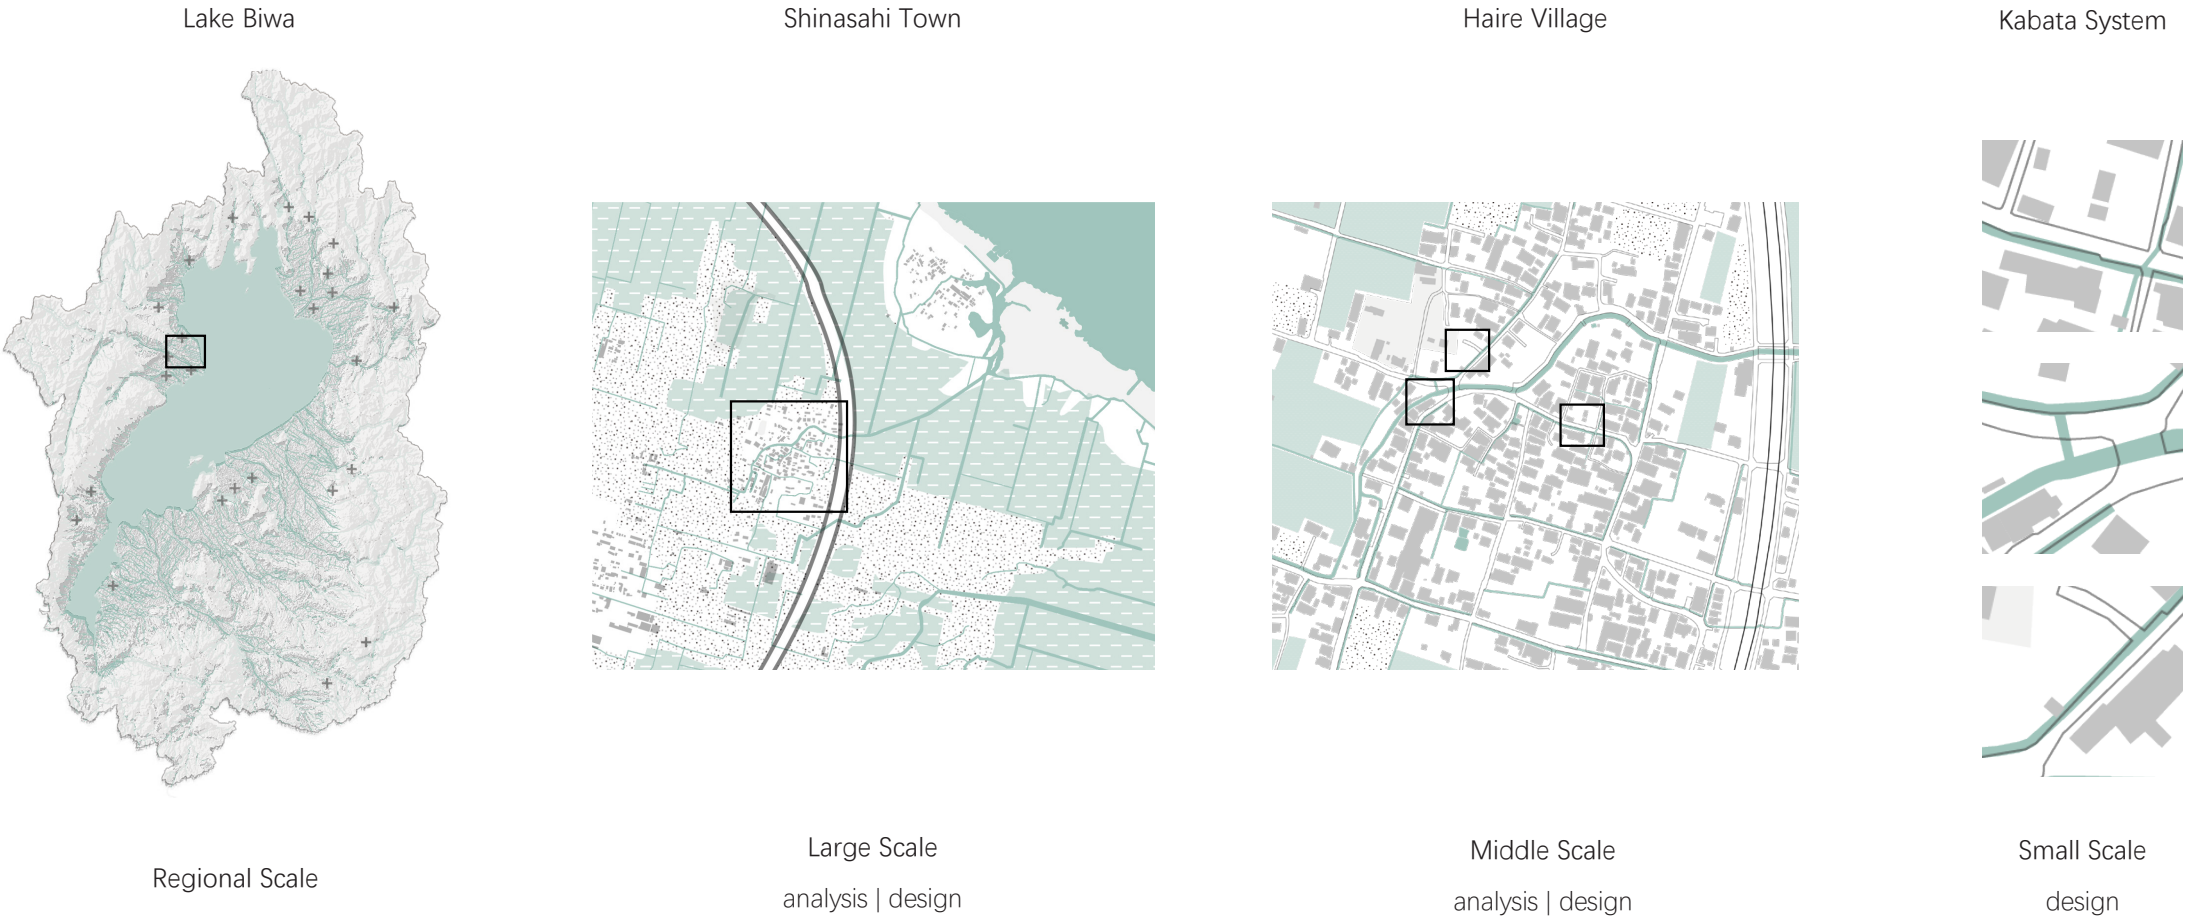 Lake Biwa
Shinasahi Town
Haire Village
Kabata System
Regional Scale
Large Scale
analysis | design
Middle Scale
analysis | design
Small Scale
design